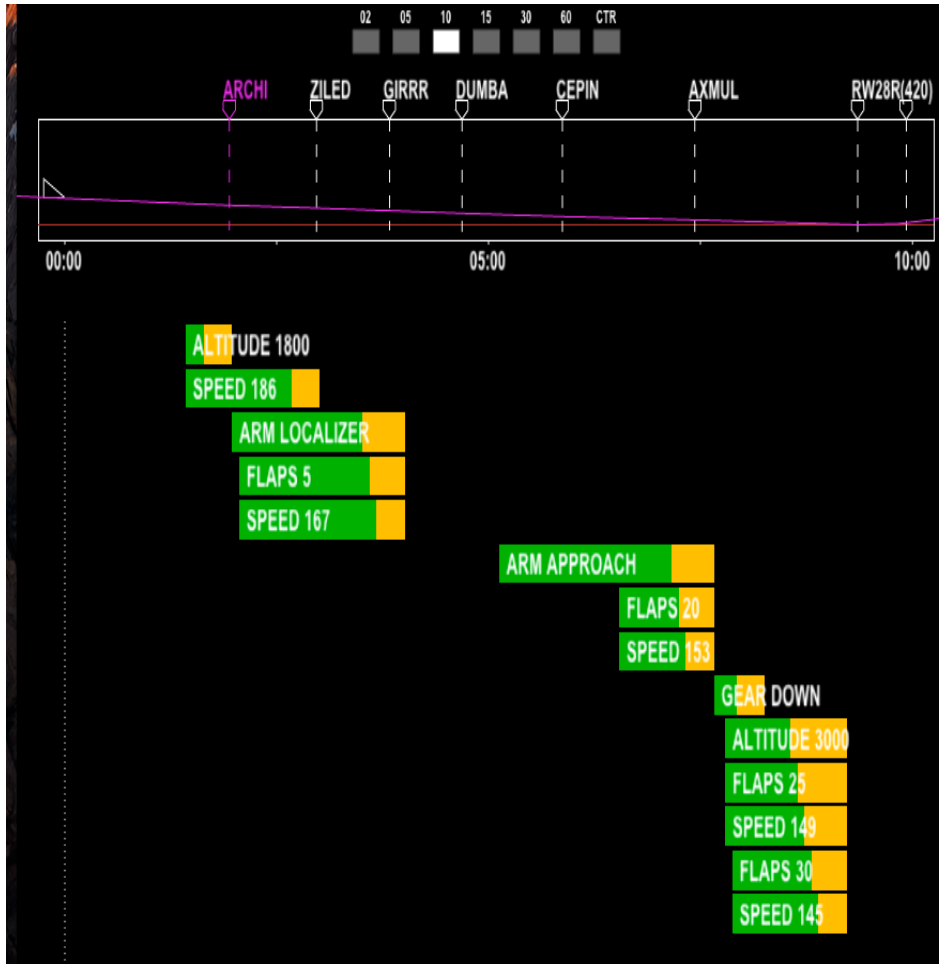 02 05 10 15 30 60 CTR
ARCHI ZILED GIRRR DUMBA CEPIN AXMUL RW28R(420)
00:00 05:00 10:00
ALTITUDE 1800
SPEED 186
ARM LOCALIZER
FLAPS 5
SPEED 167
ARM APPROACH
FLAPS 20
SPEED 153
GEAR DOWN
ALTITUDE 3000
FLAPS 25
SPEED 149
FLAPS 30
SPEED 145